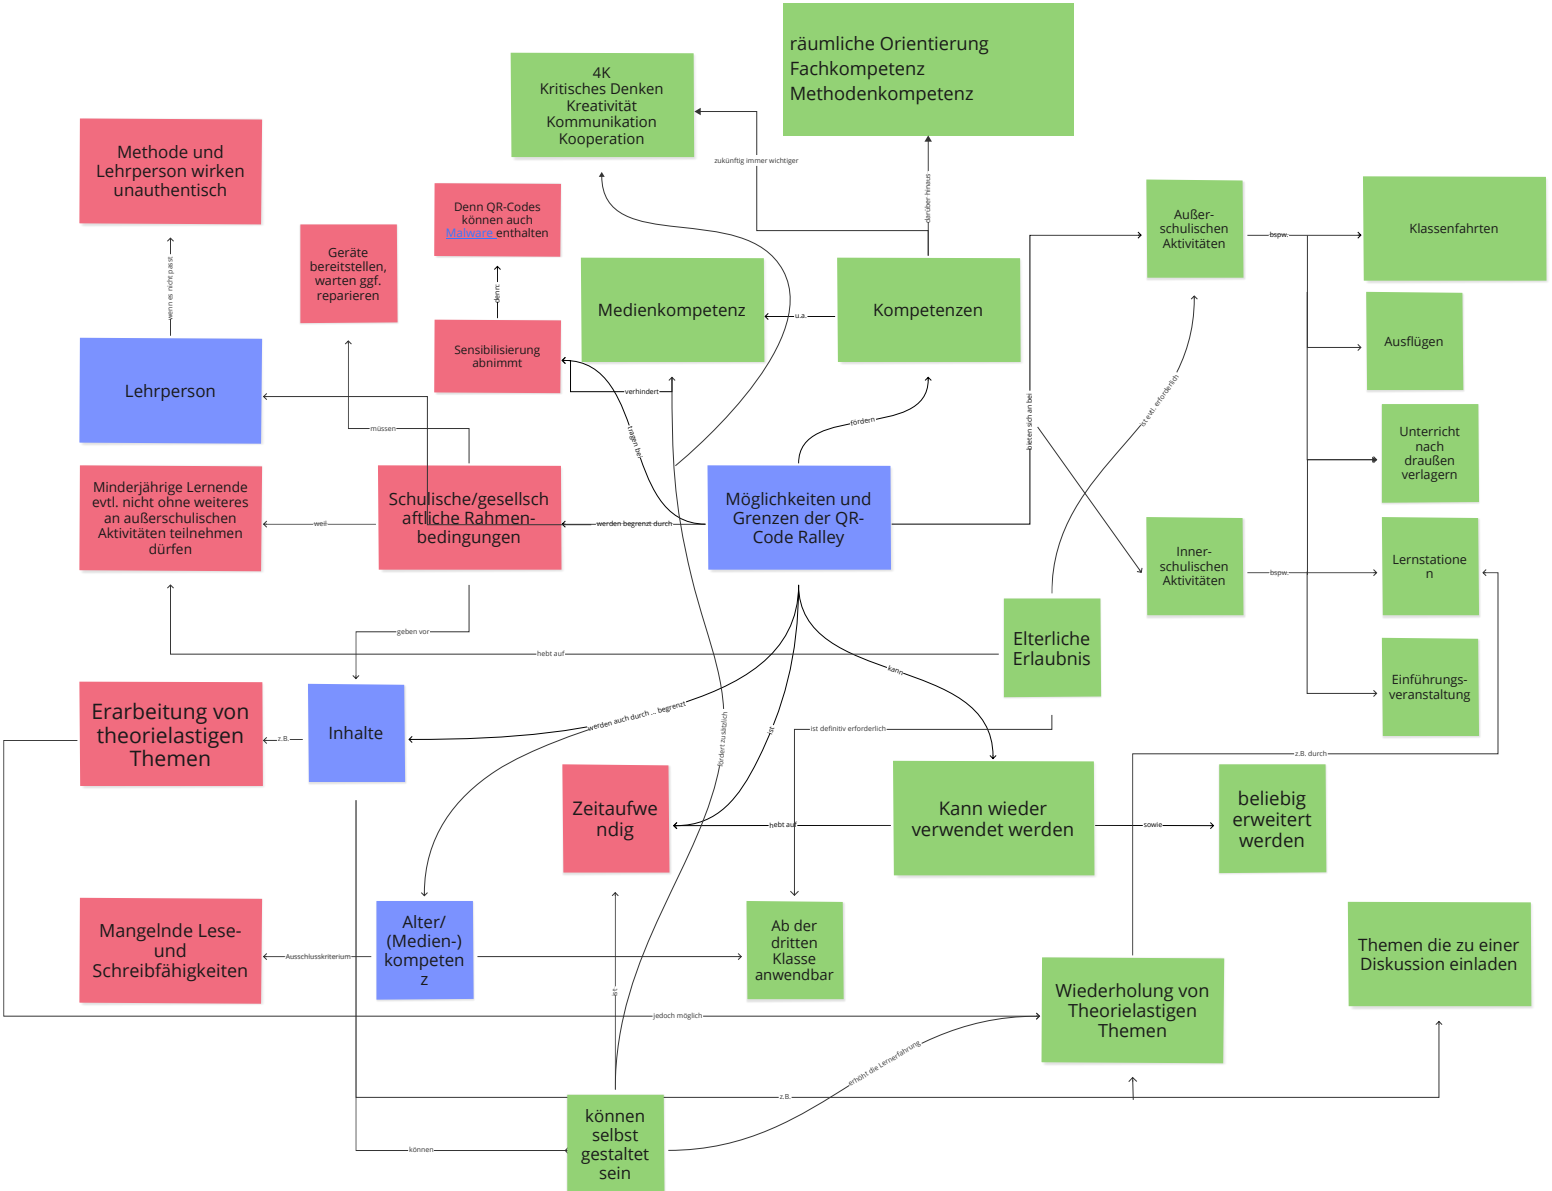 räumliche Orientierung
Fachkompetenz
Methodenkompetenz
4K
Kritisches Denken
Kreativität
Kommunikation
Kooperation
zukünftig immer wichtiger
darüber hinaus
Methode und
Lehrperson wirken
unauthentisch
Denn QR-Codes
können auch
Malware enthalten
Geräte
bereitstellen,
warten ggf.
reparieren
Außer-
schulischen
Aktivitäten
bspw.
Klassenfahrten
wenn es nicht passt
denn:
Medienkompetenz
u.a.
Kompetenzen
Ausflügen
Lehrperson
Sensibilisierung
abnimmt
verhindert
tragen bei
fördern
bieten sich an bei
ist evtl. erforderlich
müssen
Unterricht
nach
draußen
verlagern
Minderjährige Lernende
evtl. nicht ohne weiteres
an außerschulischen
Aktivitäten teilnehmen
dürfen
weil
Schulische/gesellsch
aftliche Rahmen-
bedingungen
werden begrenzt durch
Möglichkeiten und
Grenzen der QR-
Code Ralley
Inner-
schulischen
Aktivitäten
bspw.
Lernstatione
n
geben vor
hebt auf
Elterliche
Erlaubnis
kann
Einführungs-
veranstaltung
Erarbeitung von
theorielastigen
Themen
z.B.
Inhalte
werden auch durch ... begrenzt
fördert zusätzlich
ist
ist definitiv erforderlich
z.B. durch
Zeitaufwe
ndig
hebt auf
Kann wieder
verwendet werden
sowie
beliebig
erweitert
werden
Mangelnde Lese-
und
Schreibfähigkeiten
Ausschlusskriterium
Alter/
(Medien-)
kompeten
z
ist
Ab der
dritten
Klasse
anwendbar
Themen die zu einer
Diskussion einladen
jedoch möglich
Wiederholung von
Theorielastigen
Themen
erhöht die Lernerfahrung
z.B.
können
können
selbst
gestaltet
sein